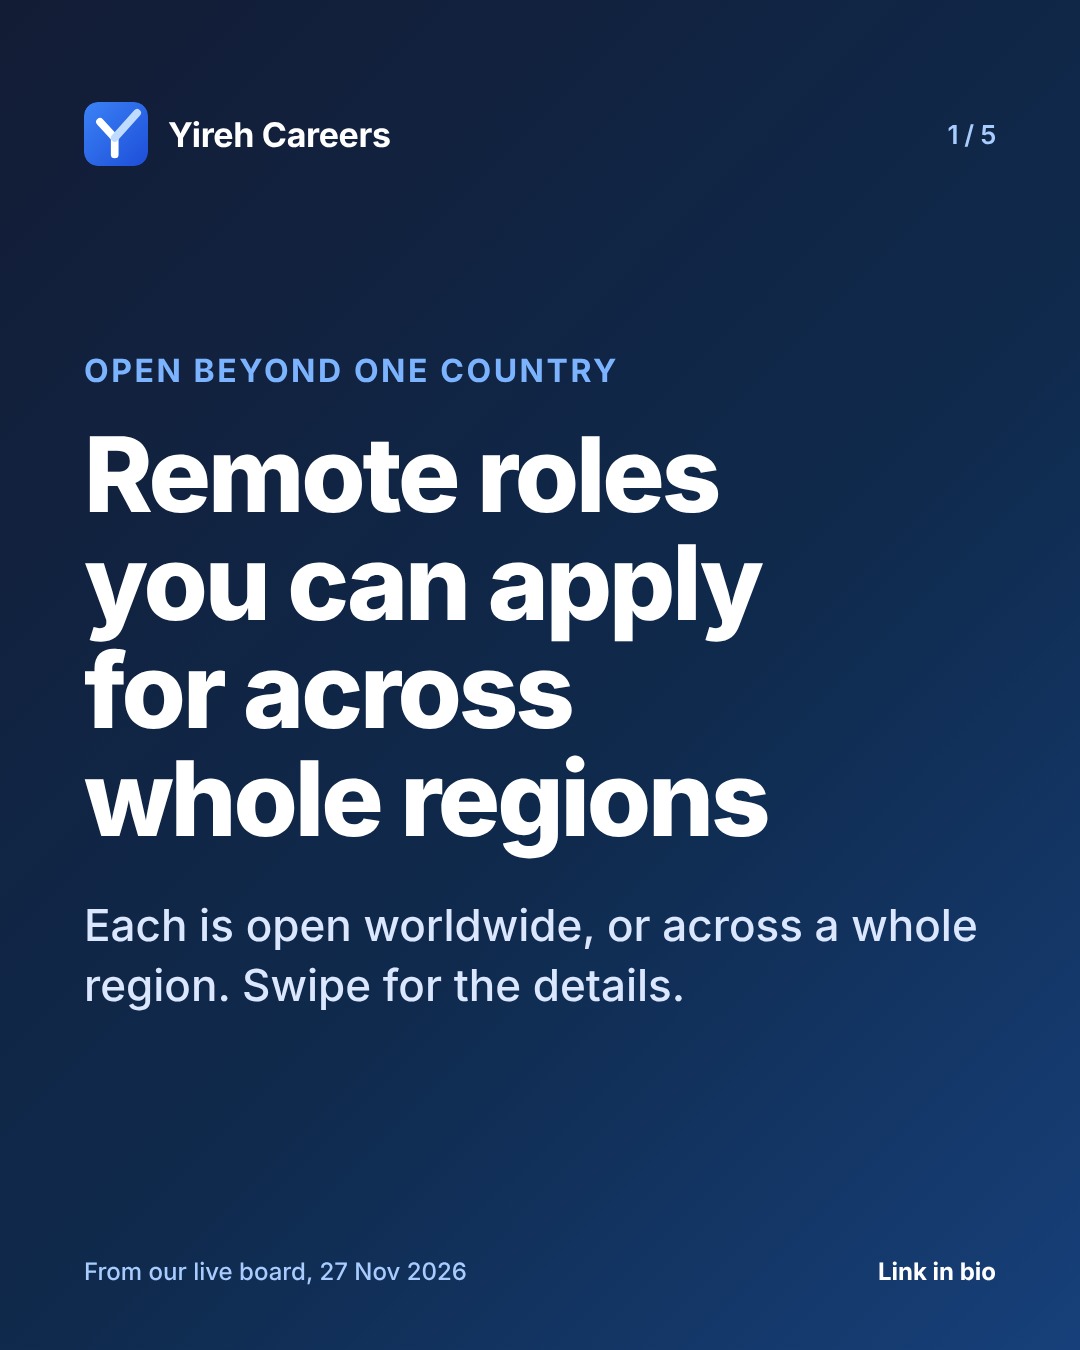 Yireh Careers
1 / 5
OPEN BEYOND ONE COUNTRY
Remote roles
you can apply
for across
whole regions
Each is open worldwide, or across a whole
region. Swipe for the details.
From our live board, 27 Nov 2026
Link in bio